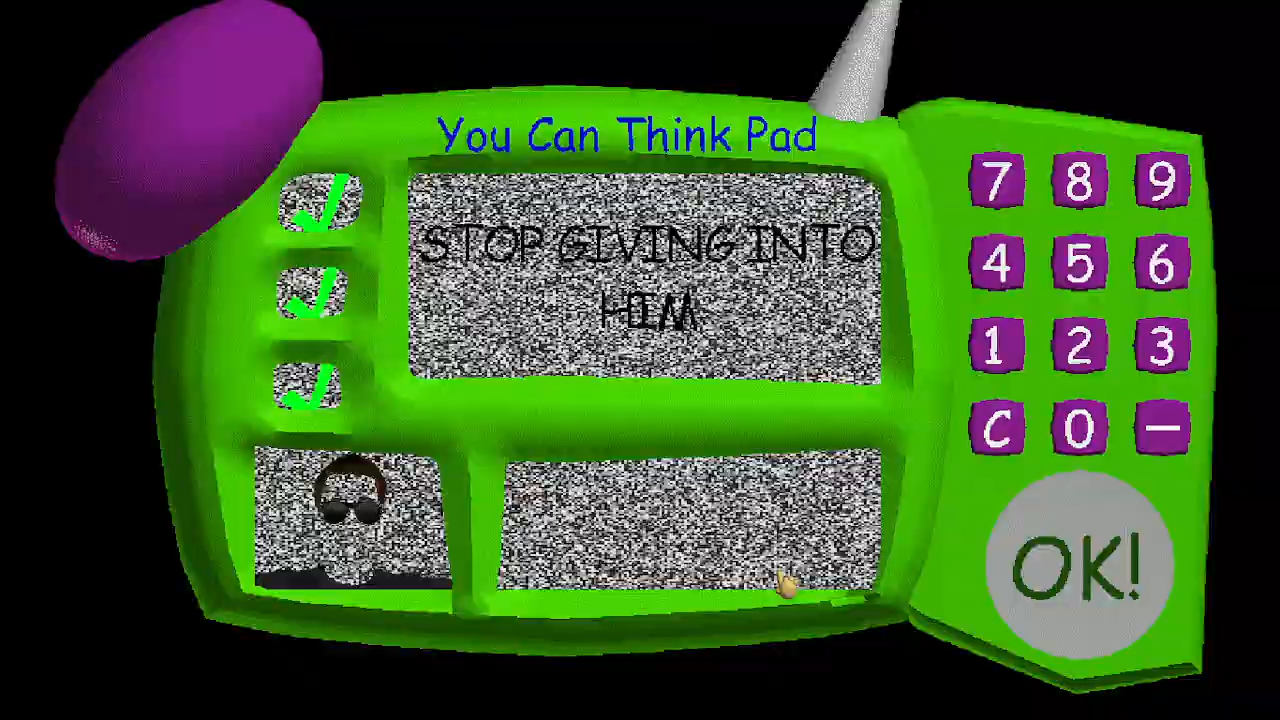 You Can Think Pad
STOP GIVING INTO
HIM
7 8 9
4 5 6
1 2 3
C 0 –
OK!